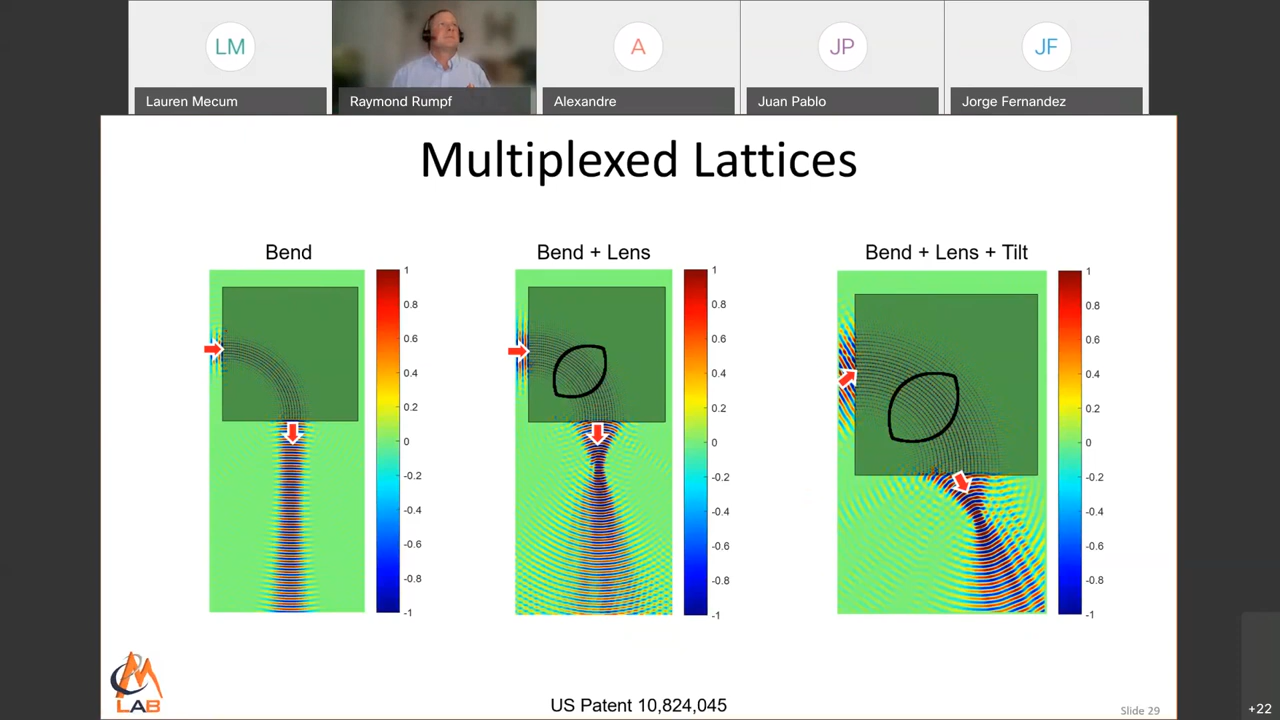 LM
A
JP
JF
Lauren Mecum
Raymond Rumpf
Alexandre
Juan Pablo
Jorge Fernandez
Multiplexed Lattices
Bend
Bend + Lens
Bend + Lens + Tilt
1
0.8
0.6
0.4
0.2
0
-0.2
-0.4
-0.6
-0.8
-1
1
0.8
0.6
0.4
0.2
0
-0.2
-0.4
-0.6
-0.8
-1
1
0.8
0.6
0.4
0.2
0
-0.2
-0.4
-0.6
-0.8
-1
EM
LAB
US Patent 10,824,045
Slide 29
+22